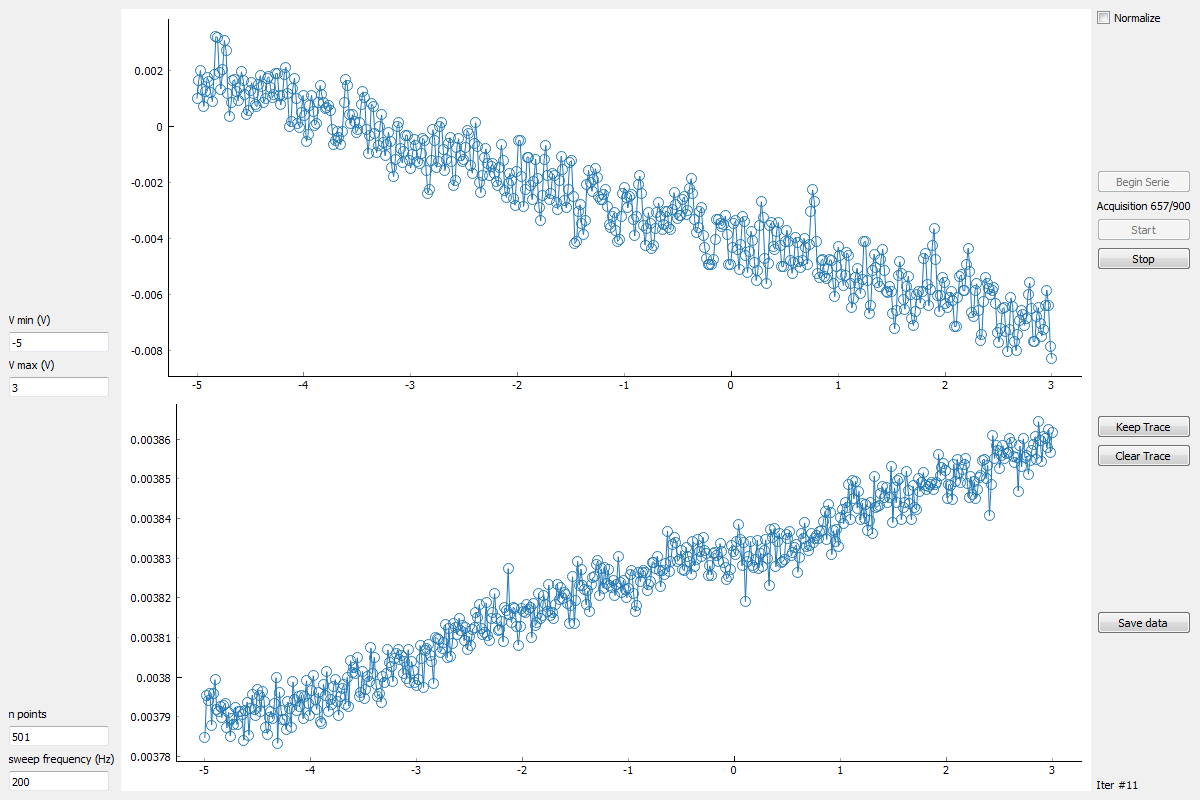 Normalize
0.002
0
-0.002
-0.004
-0.006
-0.008
-5 -4 -3 -2 -1 0 1 2 3
Begin Serie
Acquisition 657/900
Start
Stop
V min (V)
-5
V max (V)
3
0.00386
0.00385
0.00384
0.00383
0.00382
0.00381
0.0038
0.00379
0.00378
-5 -4 -3 -2 -1 0 1 2 3
Keep Trace
Clear Trace
Save data
n points
501
sweep frequency (Hz)
200
Iter #11